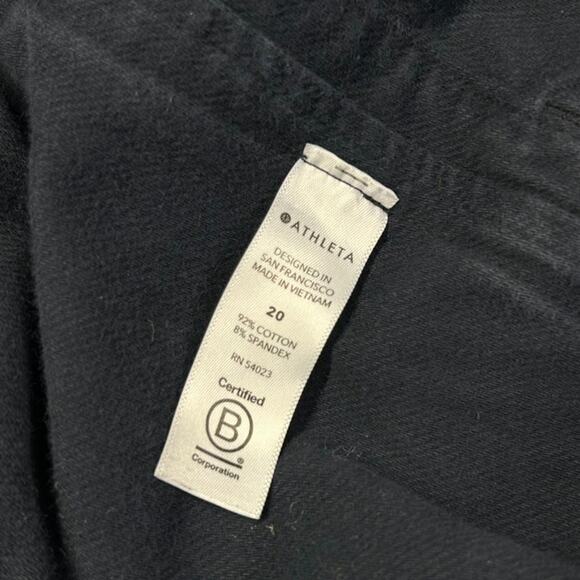 ATHLETA
DESIGNED IN
SAN FRANCISCO
MADE IN VIETNAM
20
92% COTTON
8% SPANDEX
RN 54023
Certified
B
®
Corporation